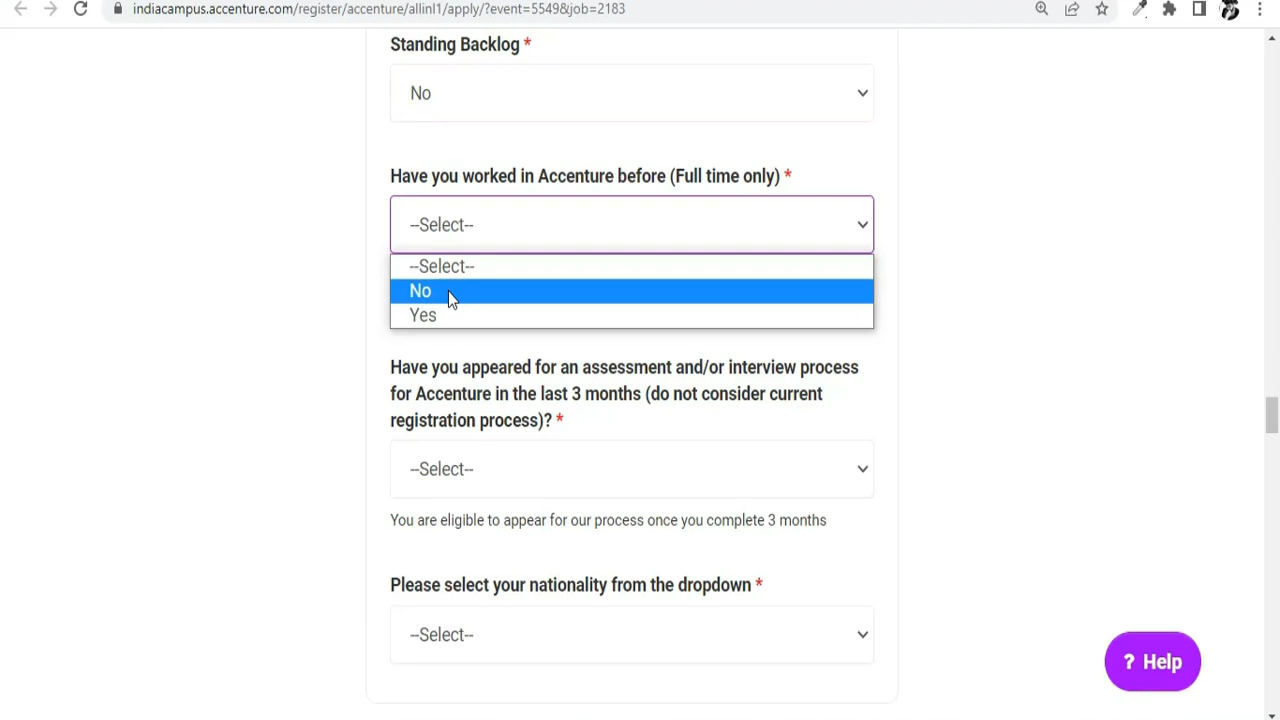 indiacampus.accenture.com/register/accenture/allinl1/apply/?event=5549&job=2183
Standing Backlog *
No
Have you worked in Accenture before (Full time only) *
--Select--
--Select--
No
Yes
Have you appeared for an assessment and/or interview process
for Accenture in the last 3 months (do not consider current
registration process)? *
--Select--
You are eligible to appear for our process once you complete 3 months
Please select your nationality from the dropdown *
--Select--
? Help